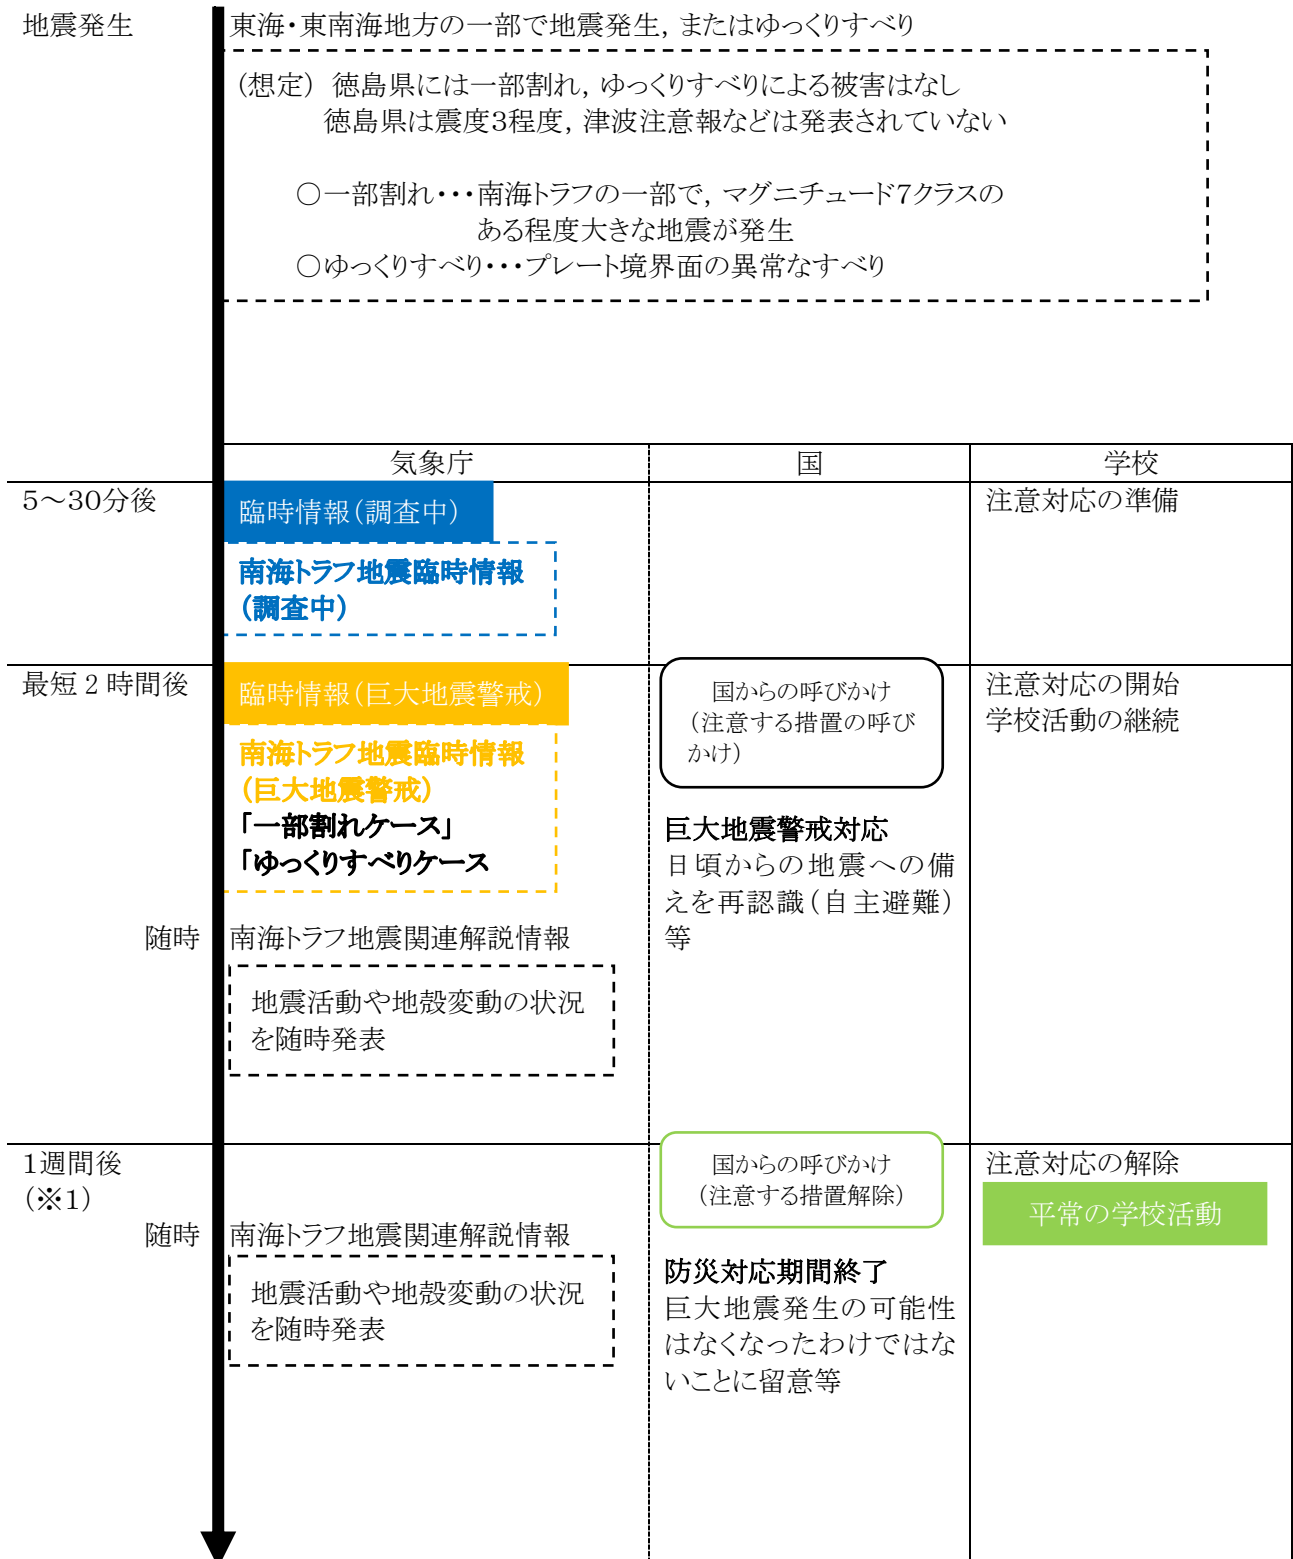 地震発生
東海・東南海地方の一部で地震発生，またはゆっくりすべり
（想定） 徳島県には一部割れ，ゆっくりすべりによる被害はなし
徳島県は震度３程度，津波注意報などは発表されていない
○一部割れ・・・南海トラフの一部で，マグニチュード７クラスの
ある程度大きな地震が発生
○ゆっくりすべり・・・プレート境界面の異常なすべり
気象庁
国
学校
５～３０分後
臨時情報（調査中）
南海トラフ地震臨時情報
（調査中）
注意対応の準備
最短２時間後
臨時情報（巨大地震警戒）
南海トラフ地震臨時情報
（巨大地震警戒）
「一部割れケース」
「ゆっくりすべりケース
国からの呼びかけ
（注意する措置の呼び
かけ）
巨大地震警戒対応
日頃からの地震への備
えを再認識（自主避難）
等
注意対応の開始
学校活動の継続
随時
南海トラフ地震関連解説情報
地震活動や地殻変動の状況
を随時発表
１週間後
（※１）
国からの呼びかけ
（注意する措置解除）
注意対応の解除
平常の学校活動
随時
南海トラフ地震関連解説情報
地震活動や地殻変動の状況
を随時発表
防災対応期間終了
巨大地震発生の可能性
はなくなったわけではな
いことに留意等